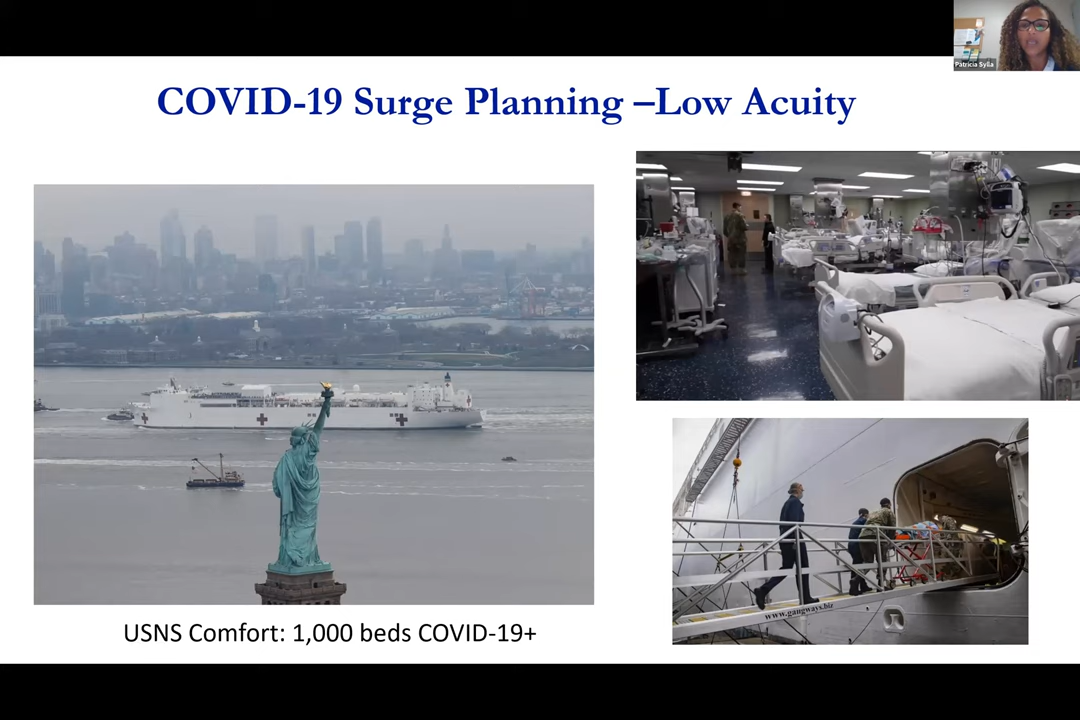 Patricia Sylla
COVID-19 Surge Planning –Low Acuity
www.gangways.biz
USNS Comfort: 1,000 beds COVID-19+